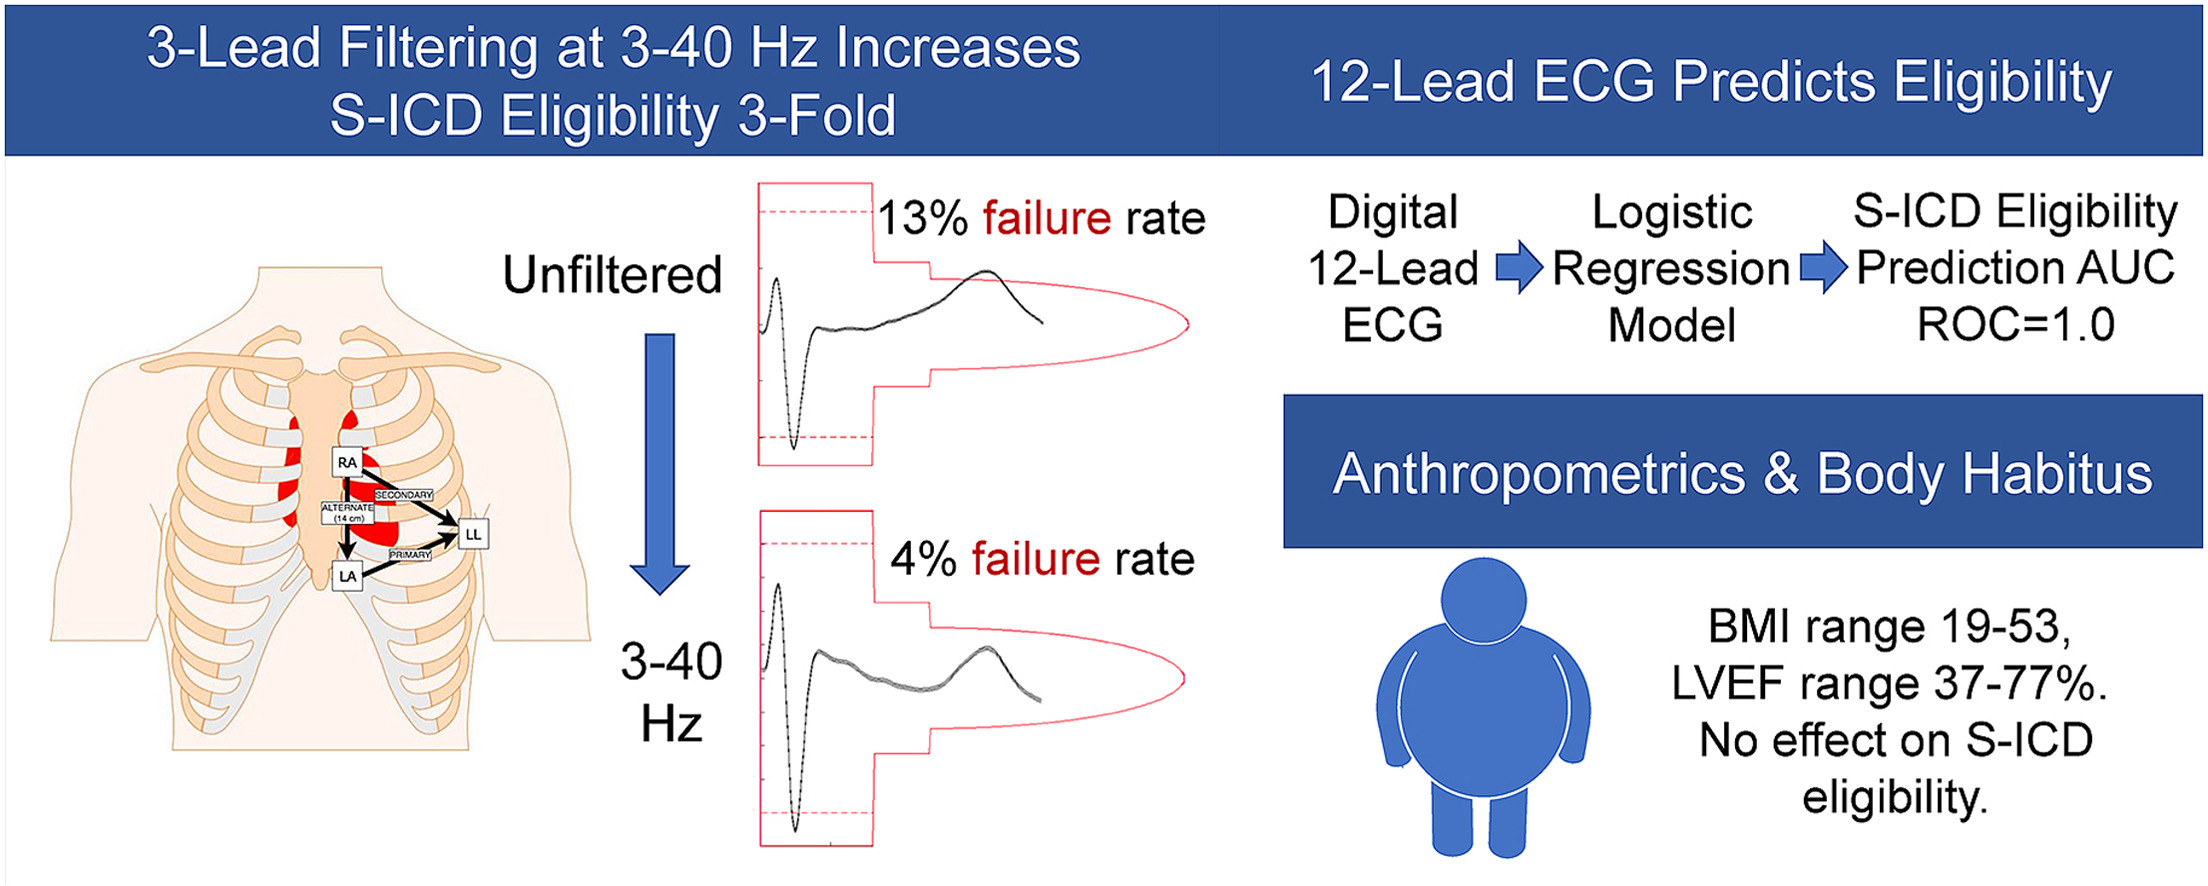 3-Lead Filtering at 3-40 Hz Increases
S-ICD Eligibility 3-Fold
Unfiltered
13% failure rate
3-40
Hz
4% failure rate
RA
SECONDARY
ALTERNATE
(14 cm)
LL
PRIMARY
LA
12-Lead ECG Predicts Eligibility
Digital
12-Lead
ECG
Logistic
Regression
Model
S-ICD Eligibility
Prediction AUC
ROC=1.0
Anthropometrics & Body Habitus
BMI range 19-53,
LVEF range 37-77%.
No effect on S-ICD
eligibility.